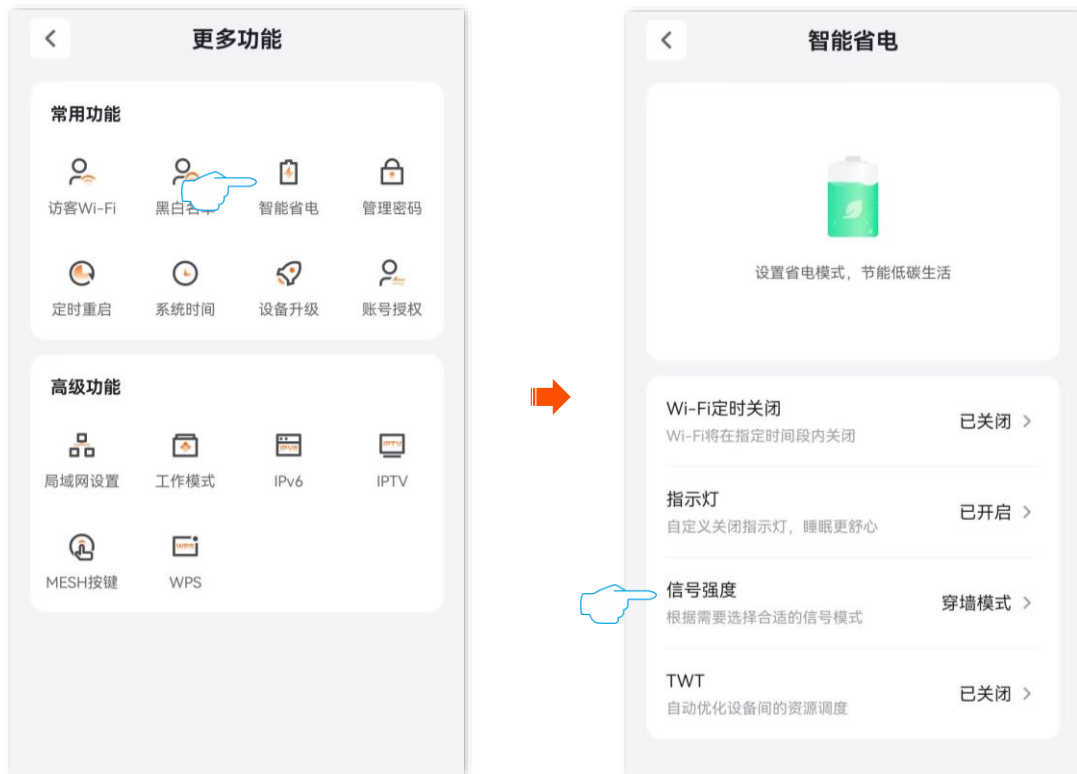 更多功能
常用功能
访客Wi-Fi
黑白名单
智能省电
管理密码
定时重启
系统时间
设备升级
账号授权
高级功能
局域网设置
工作模式
IPv6
IPTV
MESH按键
WPS
智能省电
设置省电模式，节能低碳生活
Wi-Fi定时关闭
已关闭
Wi-Fi将在指定时间段内关闭
指示灯
已开启
自定义关闭指示灯，睡眠更舒心
信号强度
穿墙模式
根据需要选择合适的信号模式
TWT
已关闭
自动优化设备间的资源调度